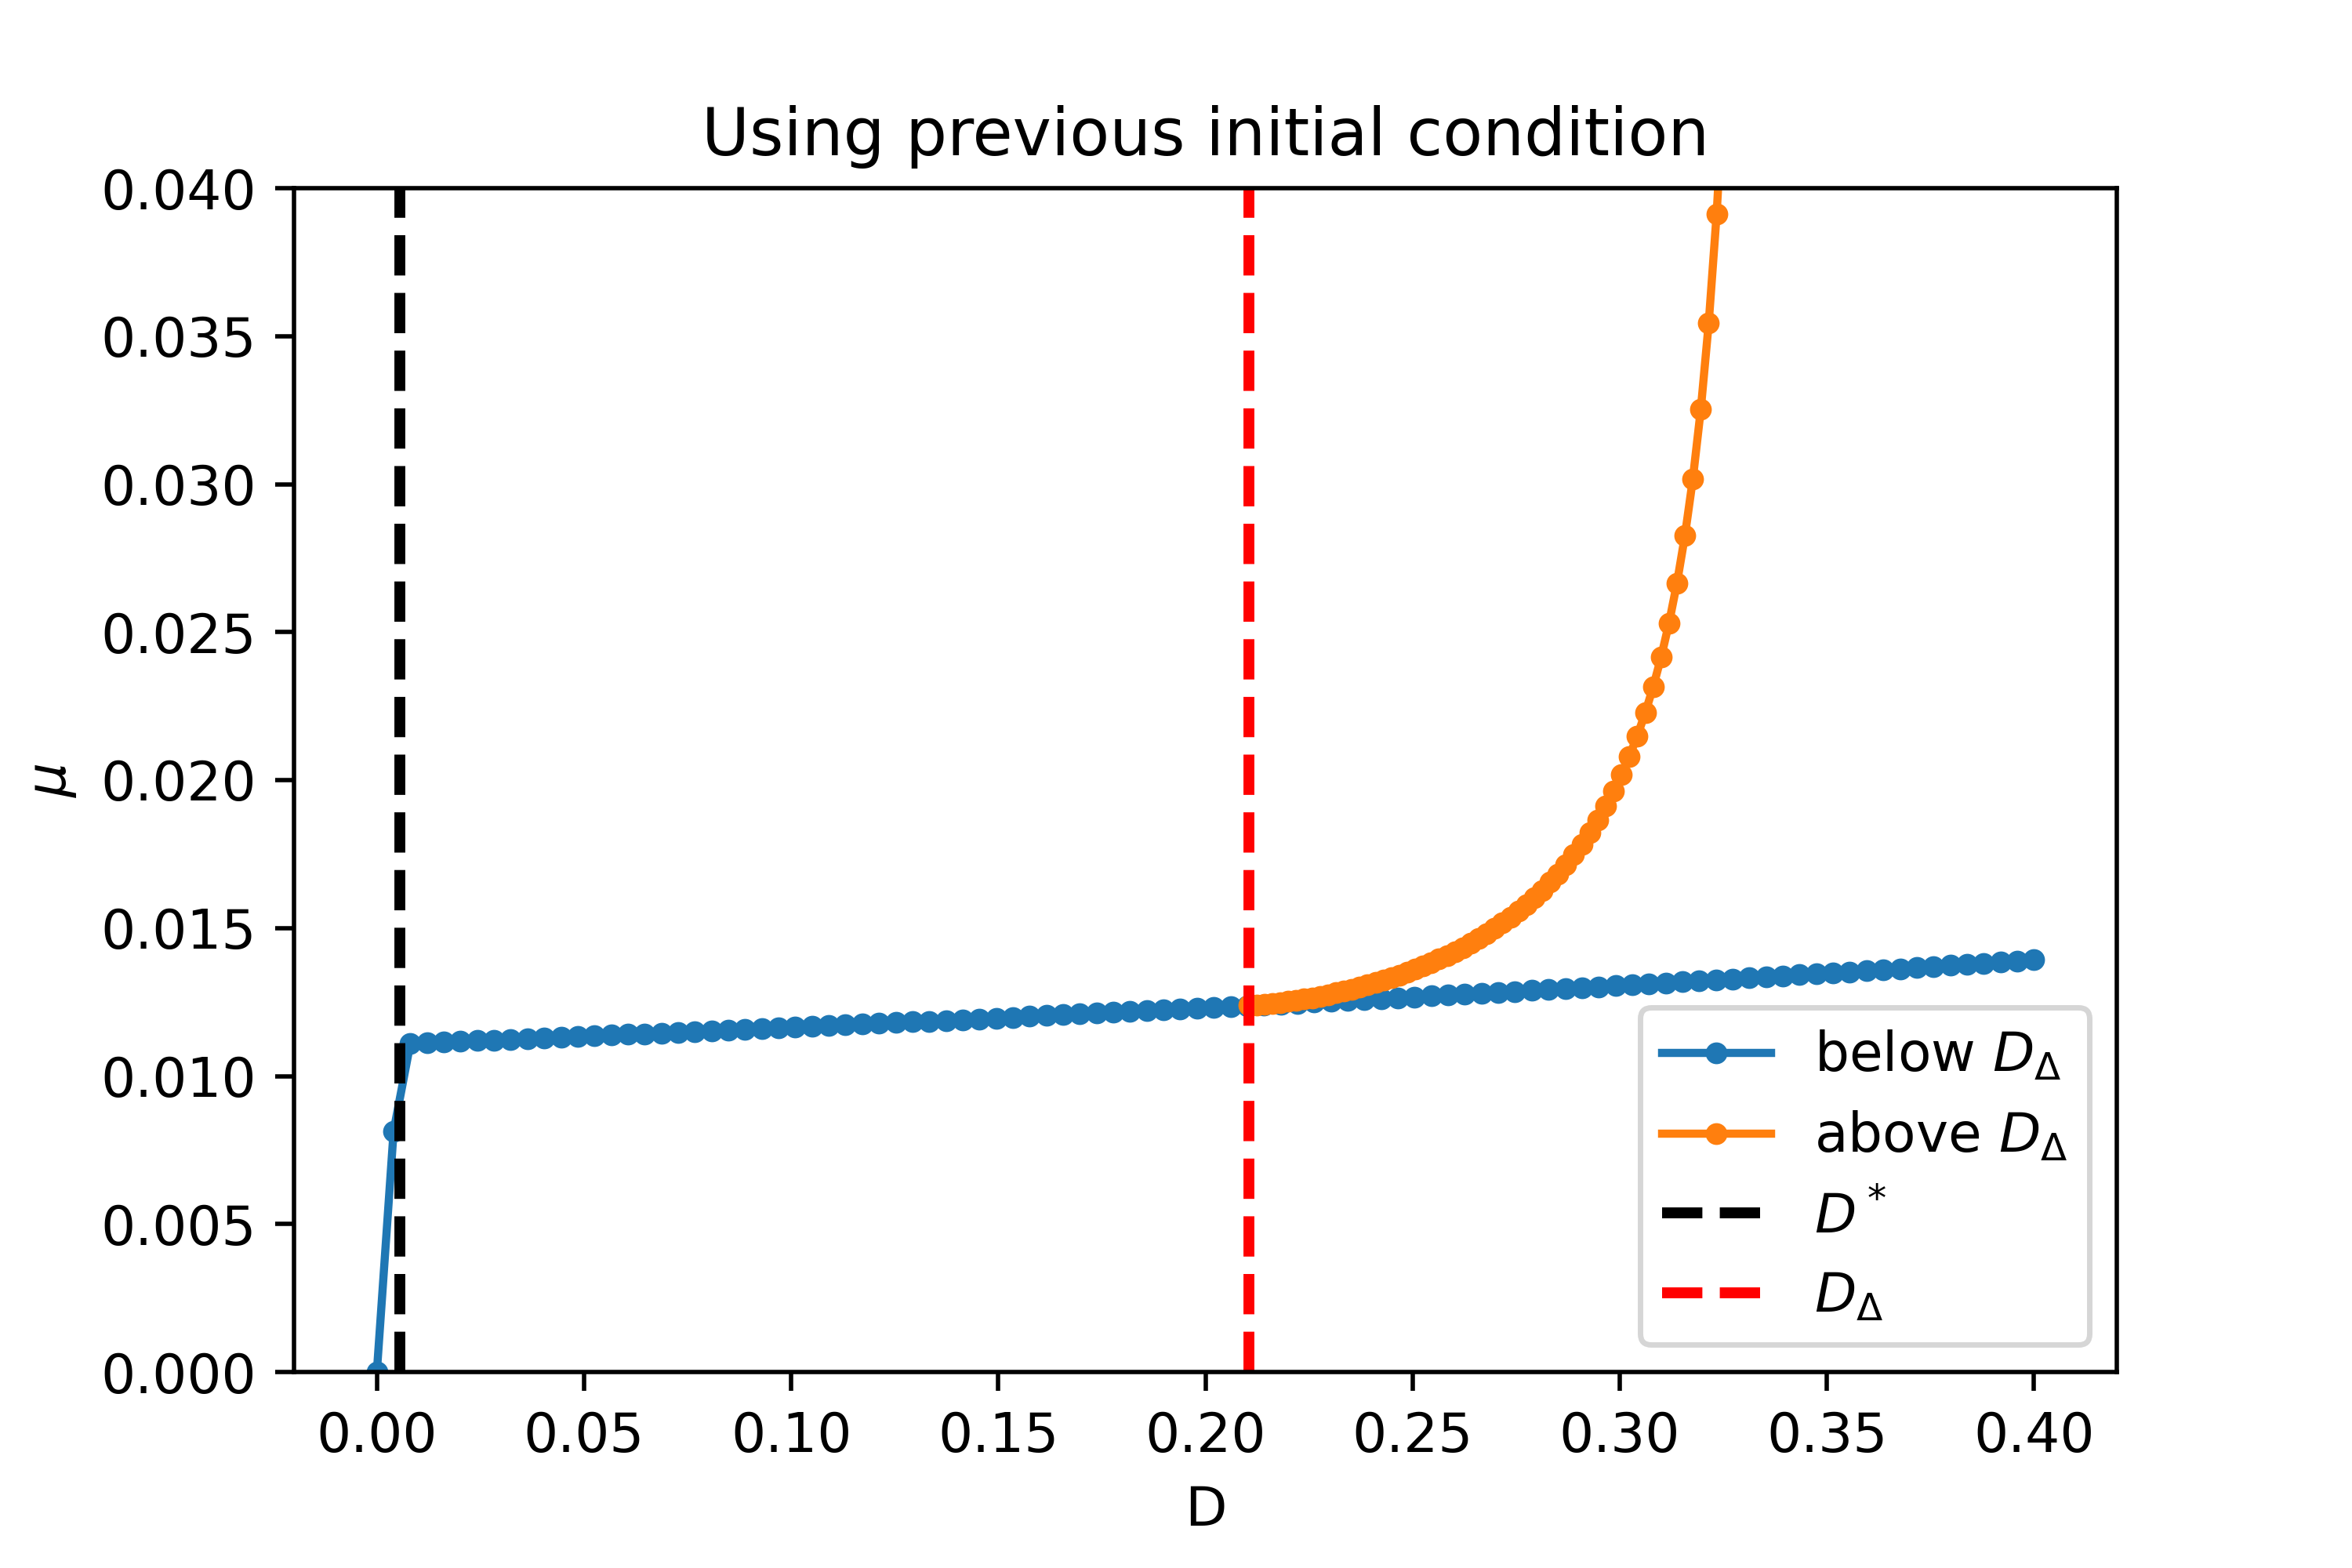 Using previous initial condition
0.040
0.035
0.030
0.025
0.020
0.015
0.010
0.005
0.000
μ
0.00 0.05 0.10 0.15 0.20 0.25 0.30 0.35 0.40
D
below D_Δ
above D_Δ
D^*
D_Δ